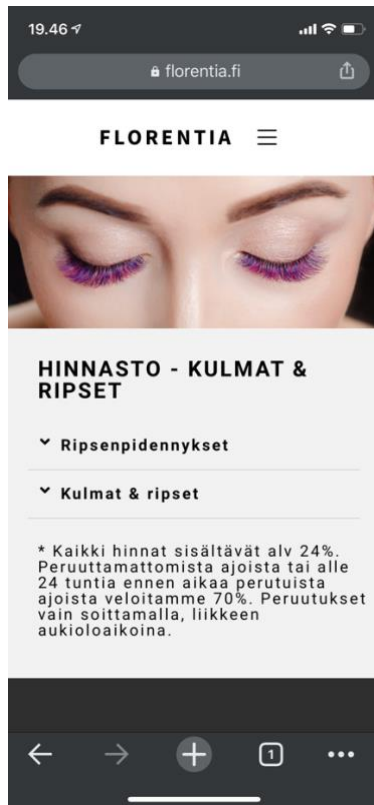 19.46
florentia.fi
FLORENTIA
HINNASTO - KULMAT &
RIPSET
Ripsenpidennykset
Kulmat & ripset
* Kaikki hinnat sisältävät alv 24%.
Peruuttamattomista ajoista tai alle
24 tuntia ennen aikaa perutuista
ajoista veloitamme 70%. Peruutukset
vain soittamalla, liikkeen
aukioloaikoina.
1